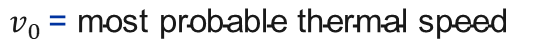 v₀ = most probable thermal speed